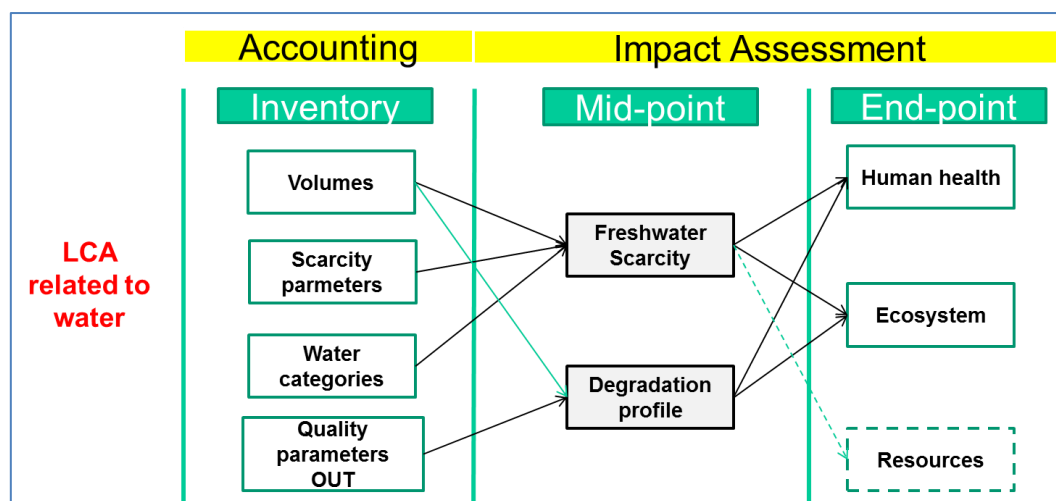 Accounting
Impact Assessment
Inventory
Mid-point
End-point
LCA
related to
water
Volumes
Scarcity
parmeters
Water
categories
Quality
parameters
OUT
Freshwater
Scarcity
Degradation
profile
Human health
Ecosystem
Resources